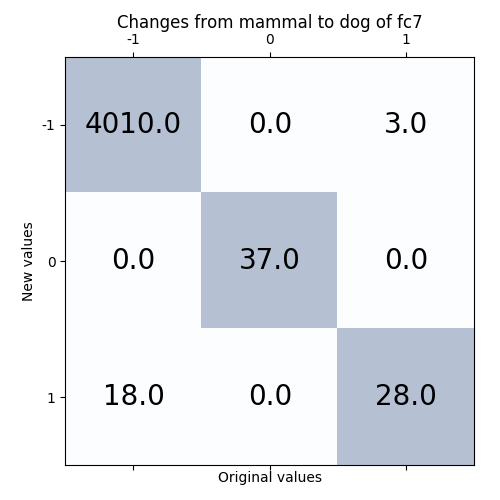 Changes from mammal to dog of fc7
-1 0 1
-1 4010.0 0.0 3.0
New values
0 0.0 37.0 0.0
1 18.0 0.0 28.0
Original values